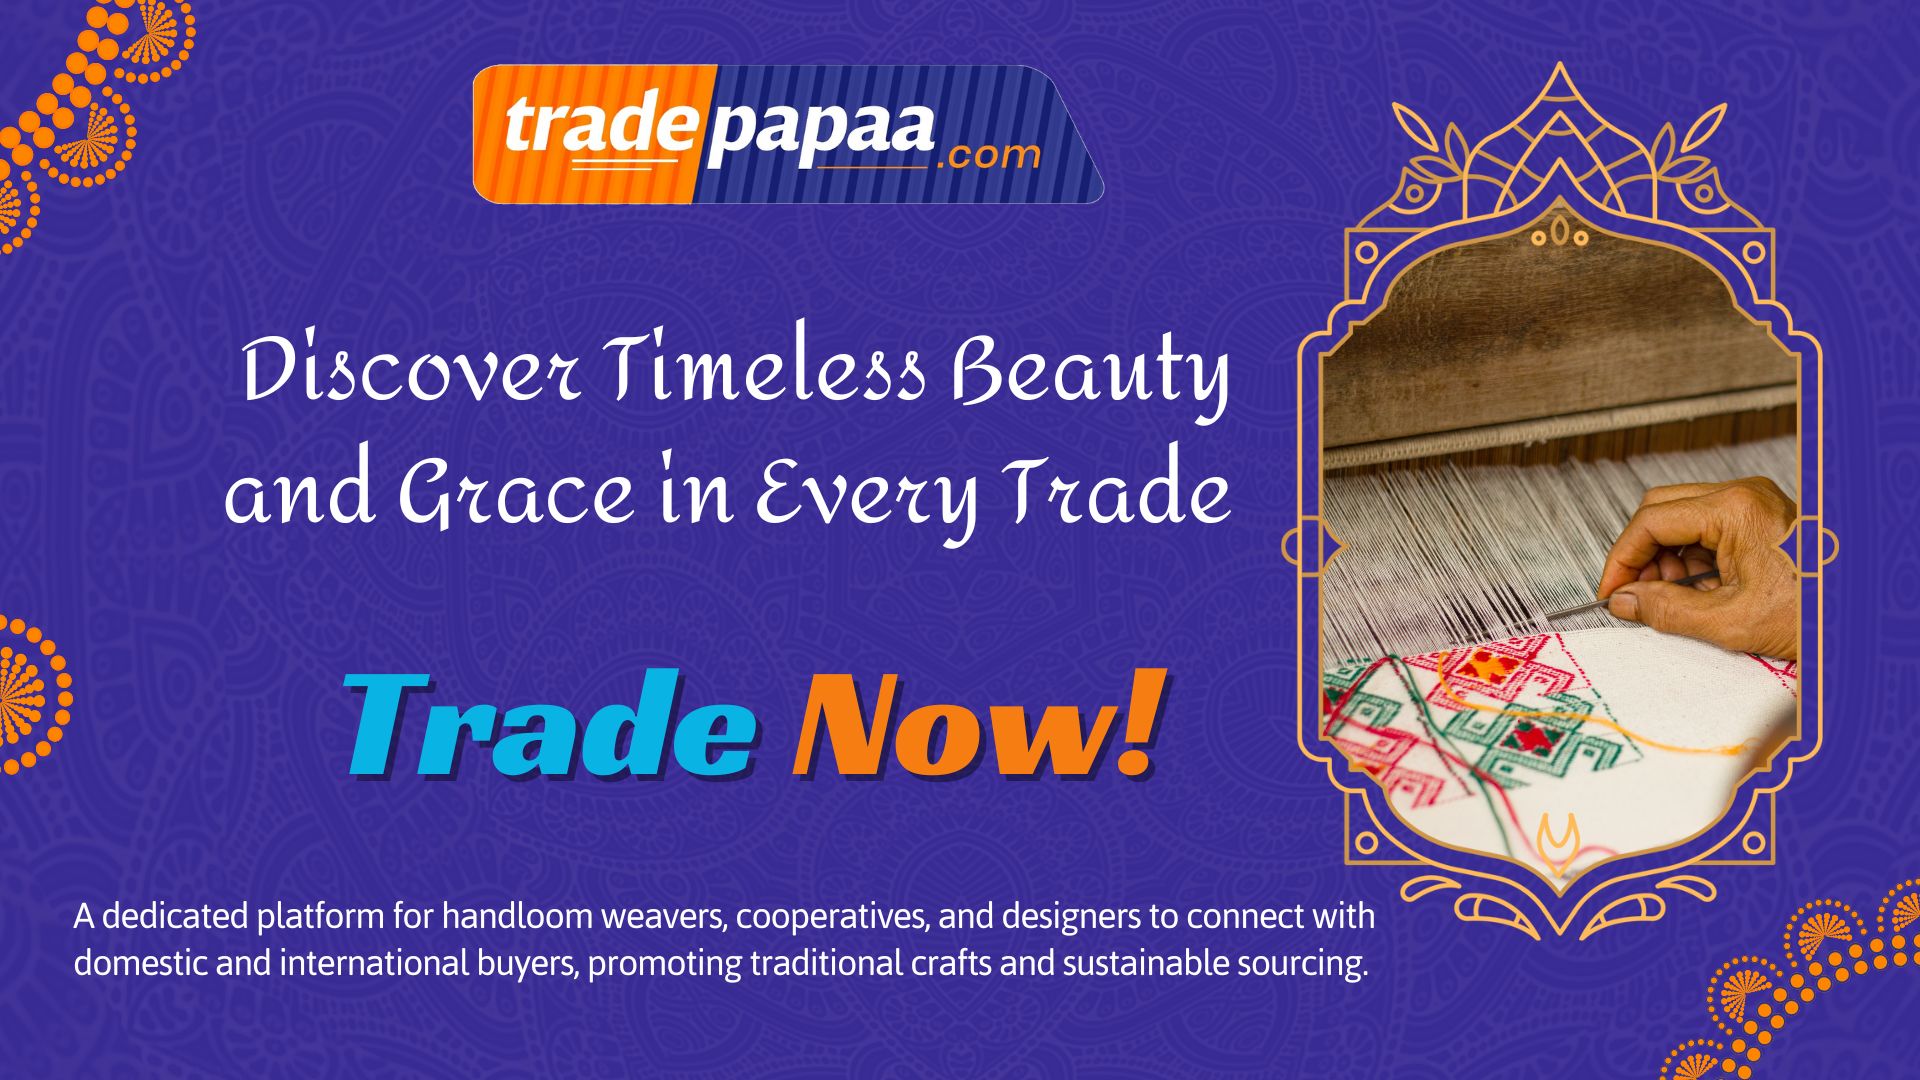 tradepapaa.com
Discover Timeless Beauty
and Grace in Every Trade
Trade Now!
A dedicated platform for handloom weavers, cooperatives, and designers to connect with
domestic and international buyers, promoting traditional crafts and sustainable sourcing.